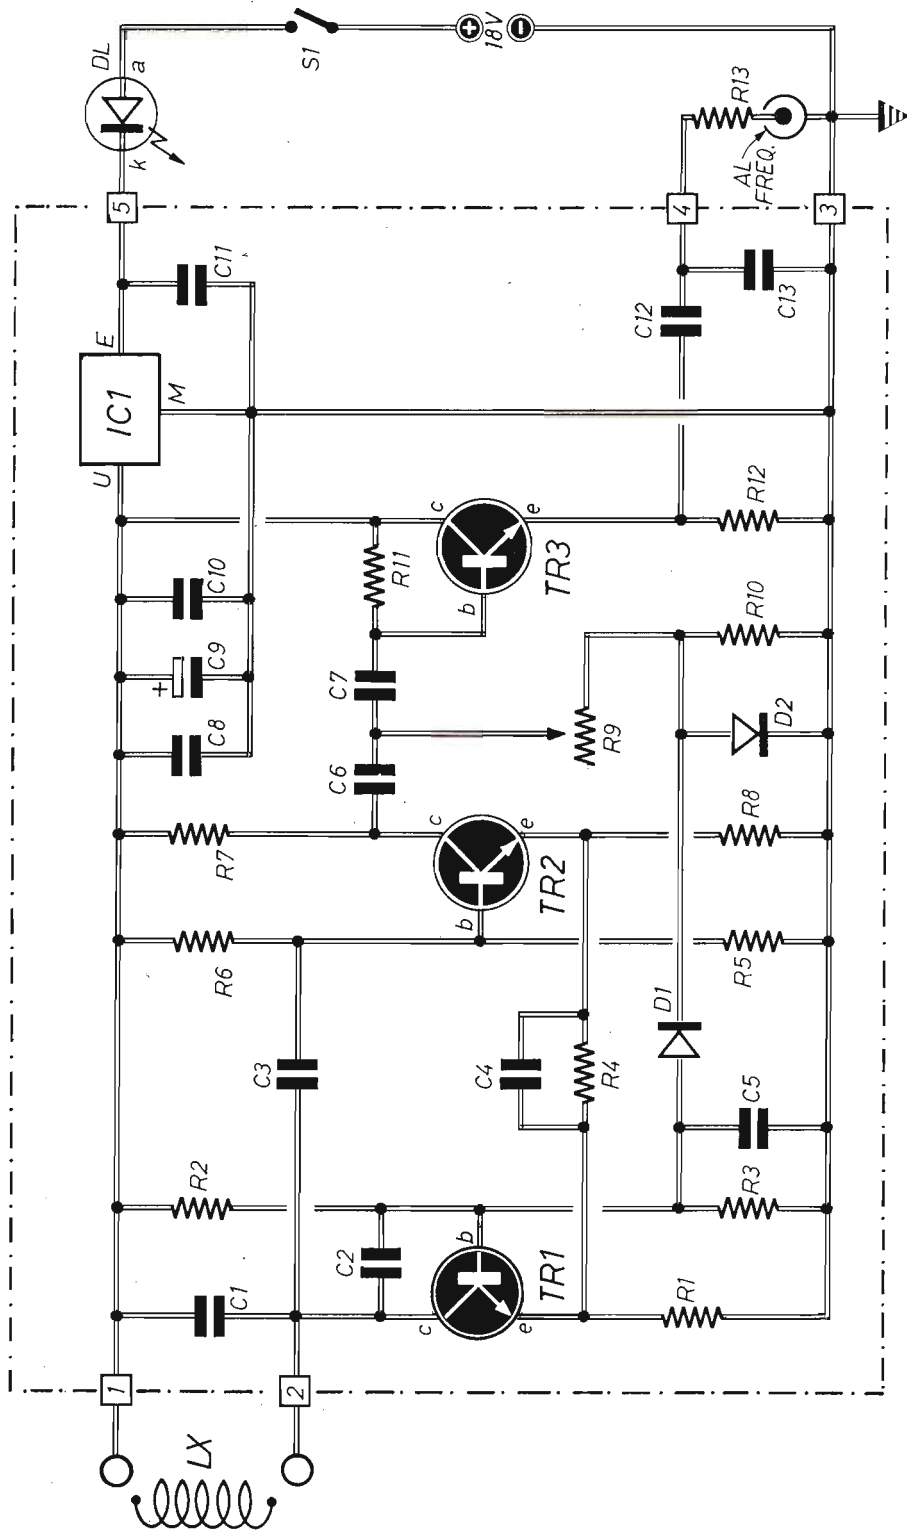 LX
1
2
5
4
3
C1
R2
R6
R7
C8
C9
+
C10
U
IC1
E
M
C11
k
DL
a
S1
+
18V
−
C3
C2
C6
C7
R11
C12
C13
R13
AL
FREQ.
c
b
e
TR1
C4
R4
c
b
e
TR2
R9
c
b
e
TR3
R1
R3
C5
D1
R5
R8
D2
R10
R12